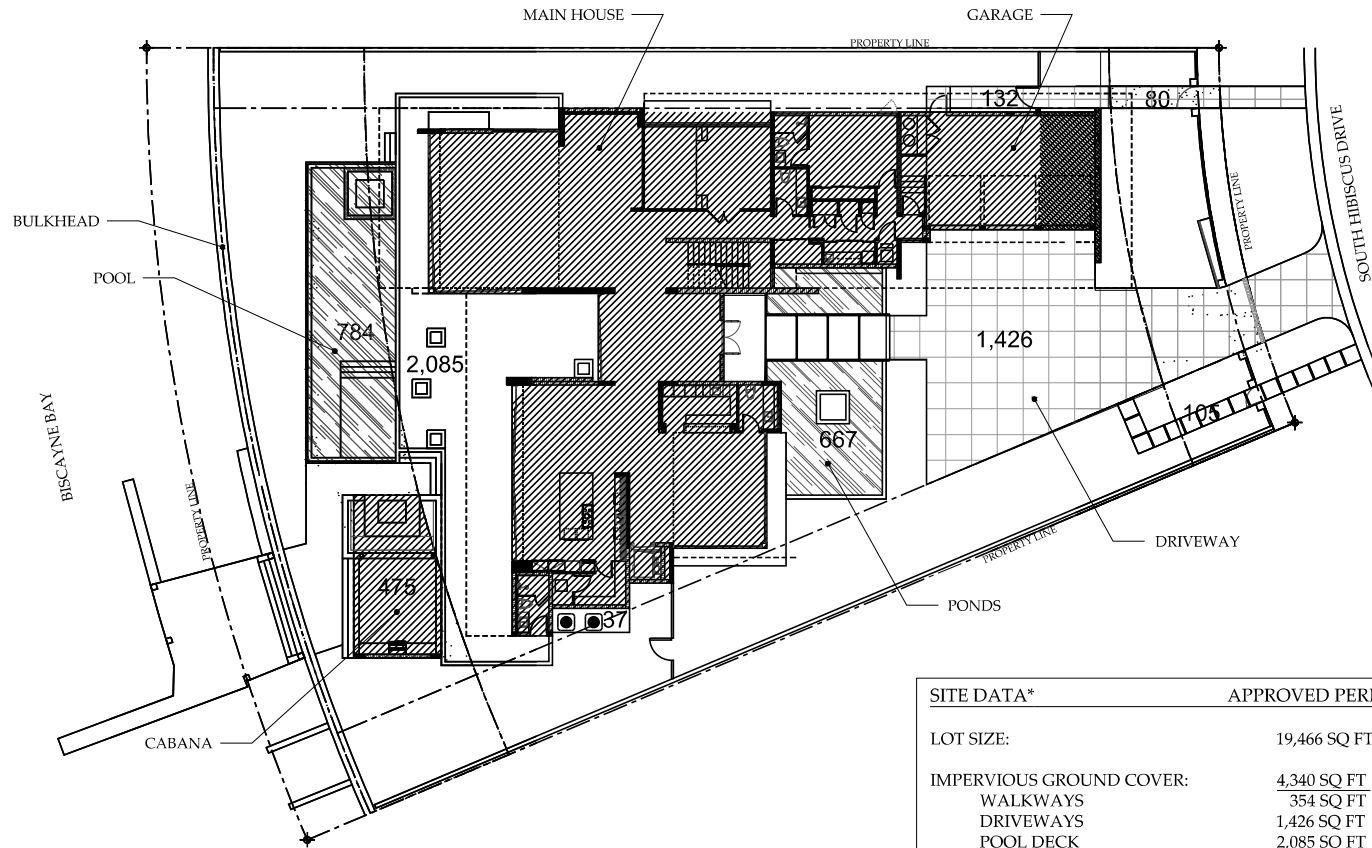 MAIN HOUSE
GARAGE
PROPERTY LINE
132
80
SOUTH HIBISCUS DRIVE
PROPERTY LINE
BULKHEAD
POOL
784
2,085
1,426
BISCAYNE BAY
105
667
PROPERTY LINE
DRIVEWAY
PROPERTY LINE
475
PONDS
37
CABANA
SITE DATA* APPROVED
LOT SIZE: 19,466 SQ FT
IMPERVIOUS GROUND COVER: 4,340 SQ FT
WALKWAYS 354 SQ FT
DRIVEWAYS 1,426 SQ FT
POOL DECK 2,085 SQ FT